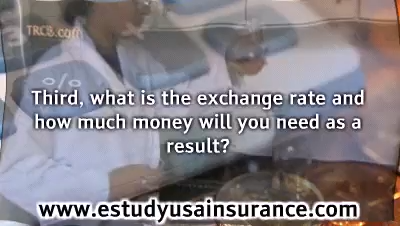 TRC8.com
Third, what is the exchange rate and
how much money will you need as a
result?
www.estudyusainsurance.com